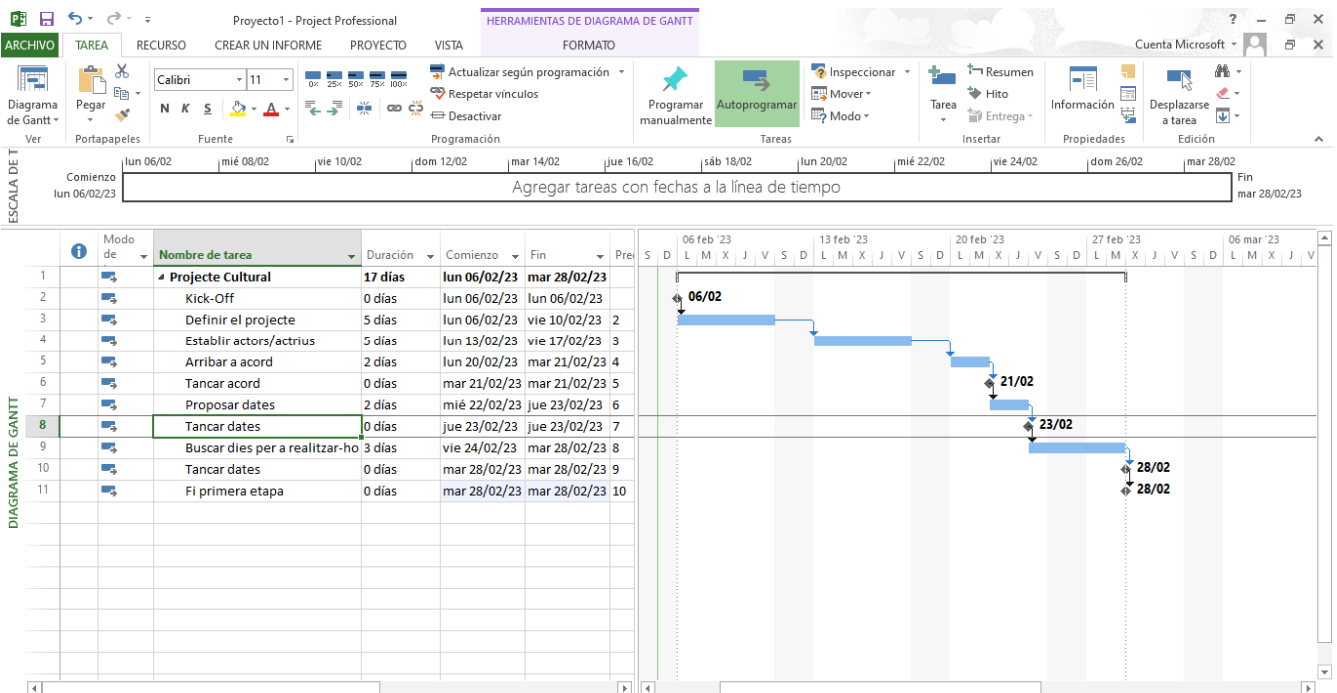 Proyecto1 - Project Professional
HERRAMIENTAS DE DIAGRAMA DE GANTT
?
ARCHIVO TAREA RECURSO CREAR UN INFORME PROYECTO VISTA FORMATO Cuenta Microsoft
Diagrama de Gantt
Ver
Pegar
Portapapeles
Calibri 11
N K S A
Fuente
0% 25% 50% 75% 100%
Actualizar según programación
Respetar vínculos
Desactivar
Programación
Programar manualmente
Autoprogramar
Inspeccionar
Mover
Modo
Tareas
Tarea
Resumen
Hito
Entrega
Insertar
Información
Propiedades
Desplazarse a tarea
Edición
ESCALA DE T
lun 06/02 mié 08/02 vie 10/02 dom 12/02 mar 14/02 jue 16/02 sáb 18/02 lun 20/02 mié 22/02 vie 24/02 dom 26/02 mar 28/02
Comienzo
lun 06/02/23
Agregar tareas con fechas a la línea de tiempo
Fin
mar 28/02/23
DIAGRAMA DE GANTT
Modo de Nombre de tarea Duración Comienzo Fin Pre
06 feb '23 13 feb '23 20 feb '23 27 feb '23 06 mar '23
S D L M X J V S D L M X J V S D L M X J V S D L M X J V S D L M X J V
1 Projecte Cultural 17 días lun 06/02/23 mar 28/02/23
2 Kick-Off 0 días lun 06/02/23 lun 06/02/23 06/02
3 Definir el projecte 5 días lun 06/02/23 vie 10/02/23 2
4 Establir actors/actrius 5 días lun 13/02/23 vie 17/02/23 3
5 Arribar a acord 2 días lun 20/02/23 mar 21/02/23 4
6 Tancar acord 0 días mar 21/02/23 mar 21/02/23 5 21/02
7 Proposar dates 2 días mié 22/02/23 jue 23/02/23 6
8 Tancar dates 0 días jue 23/02/23 jue 23/02/23 7 23/02
9 Buscar dies per a realitzar-ho 3 días vie 24/02/23 mar 28/02/23 8
10 Tancar dates 0 días mar 28/02/23 mar 28/02/23 9 28/02
11 Fi primera etapa 0 días mar 28/02/23 mar 28/02/23 10 28/02